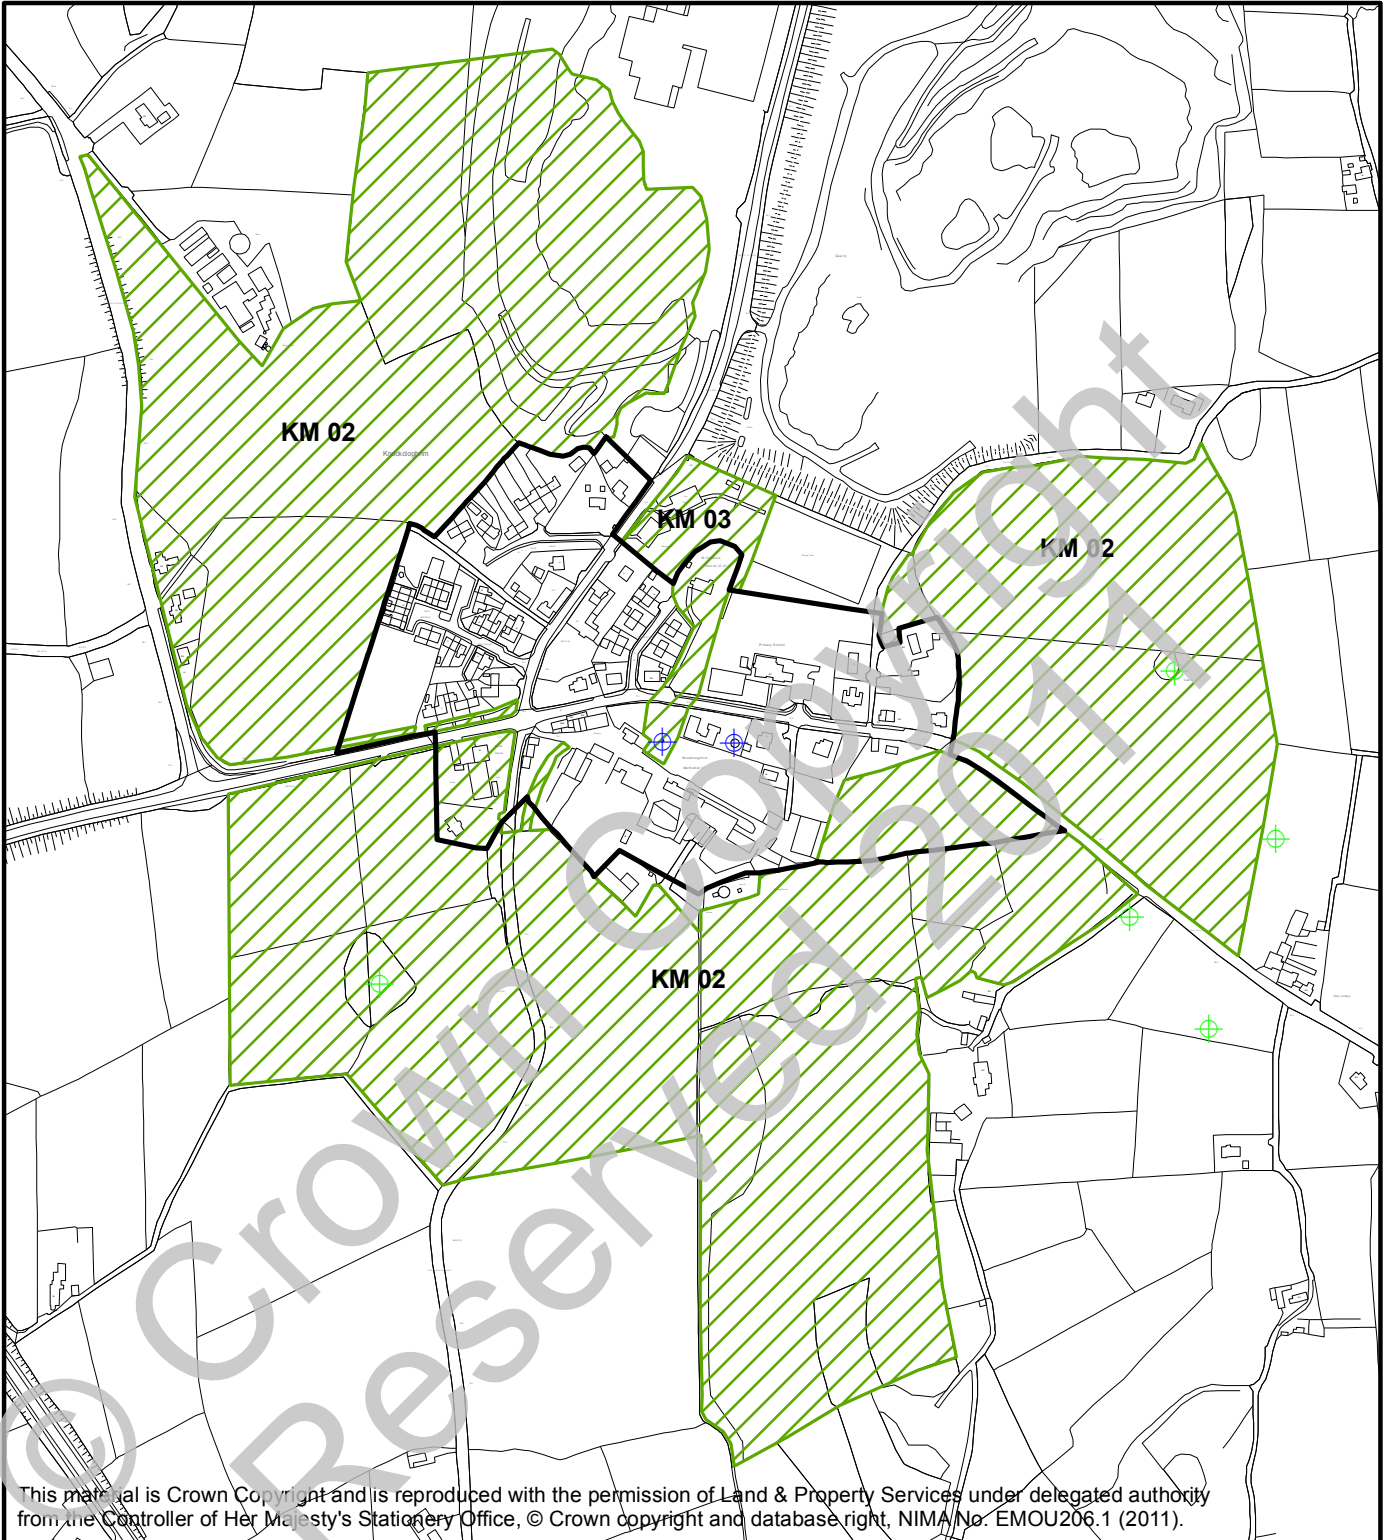 KM 02
Knockcloghrim
KM 03
KM 02
KM 02
© Crown Copyright
Reserved 2011
This material is Crown Copyright and is reproduced with the permission of Land & Property Services under delegated authority
from the Controller of Her Majesty's Stationery Office, © Crown copyright and database right, NIMA No. EMOU206.1 (2011).